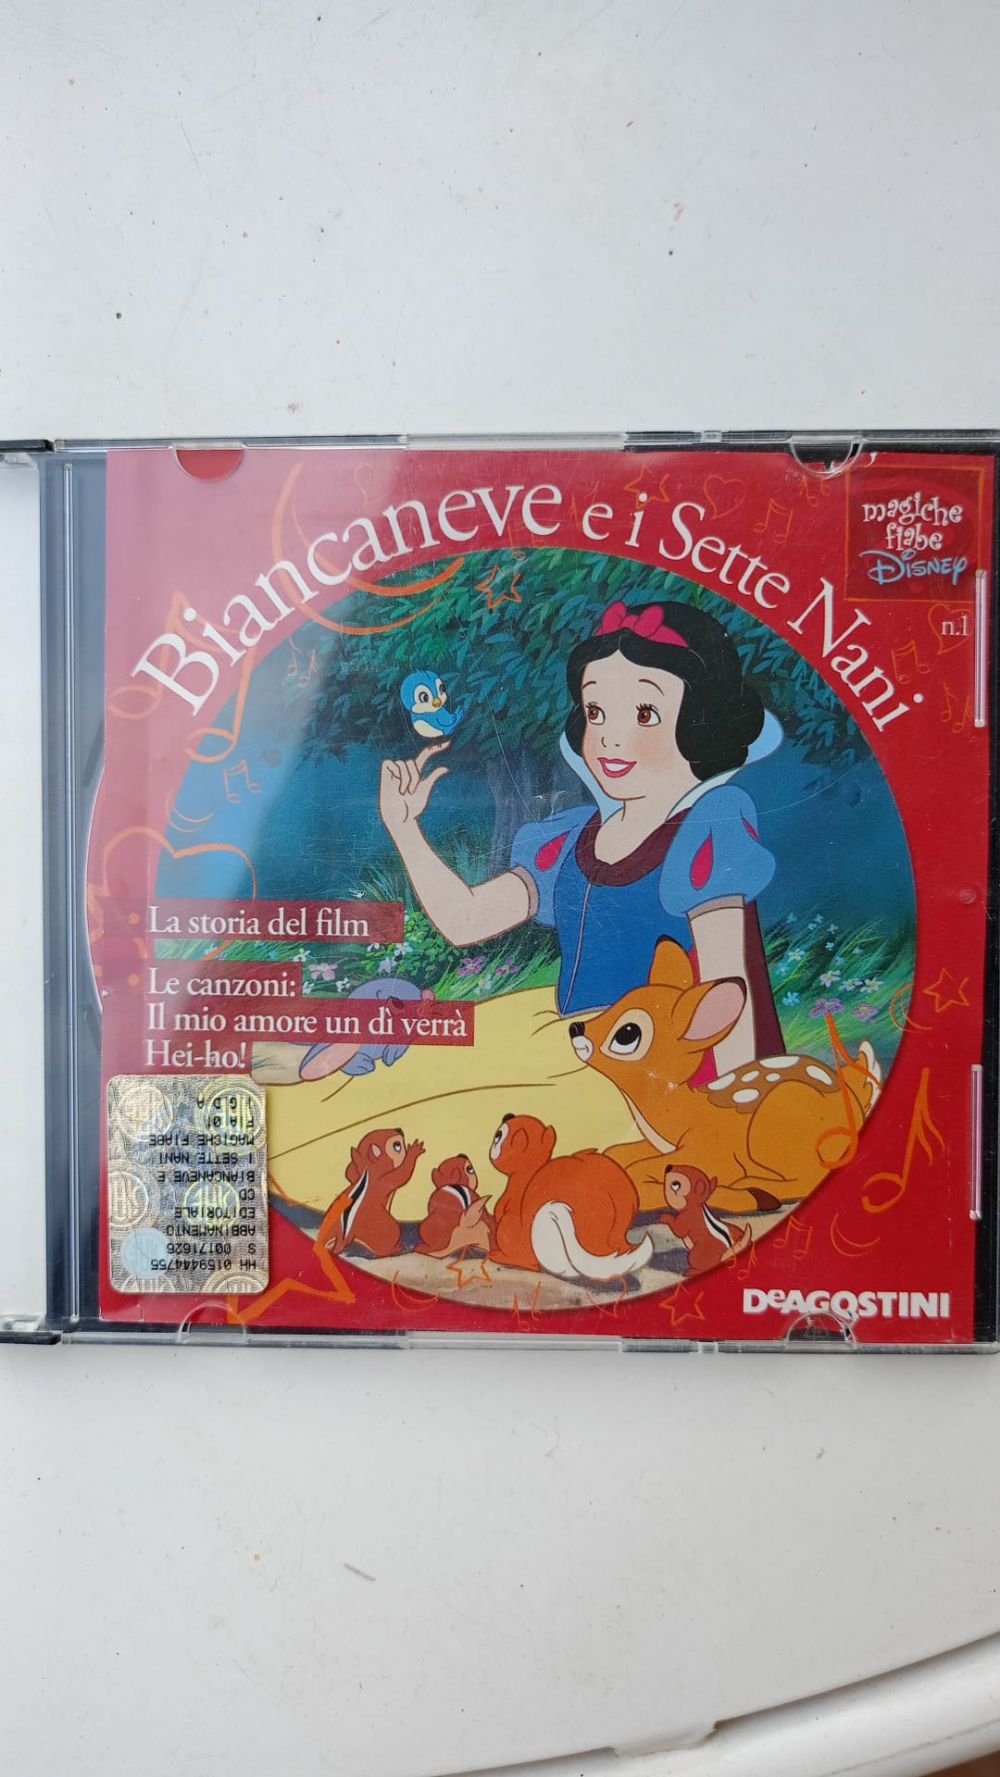 Biancaneve e i Sette Nani
magiche
fiabe
Disney
n.1
La storia del film
Le canzoni:
Il mio amore un dì verrà
Hei-ho!
HH 0159444755
S 00171626
ABBINAMENTO
EDITORIALE
CD
BIANCANEVE E
I SETTE NANI
MAGICHE FIABE
DeAGOSTINI